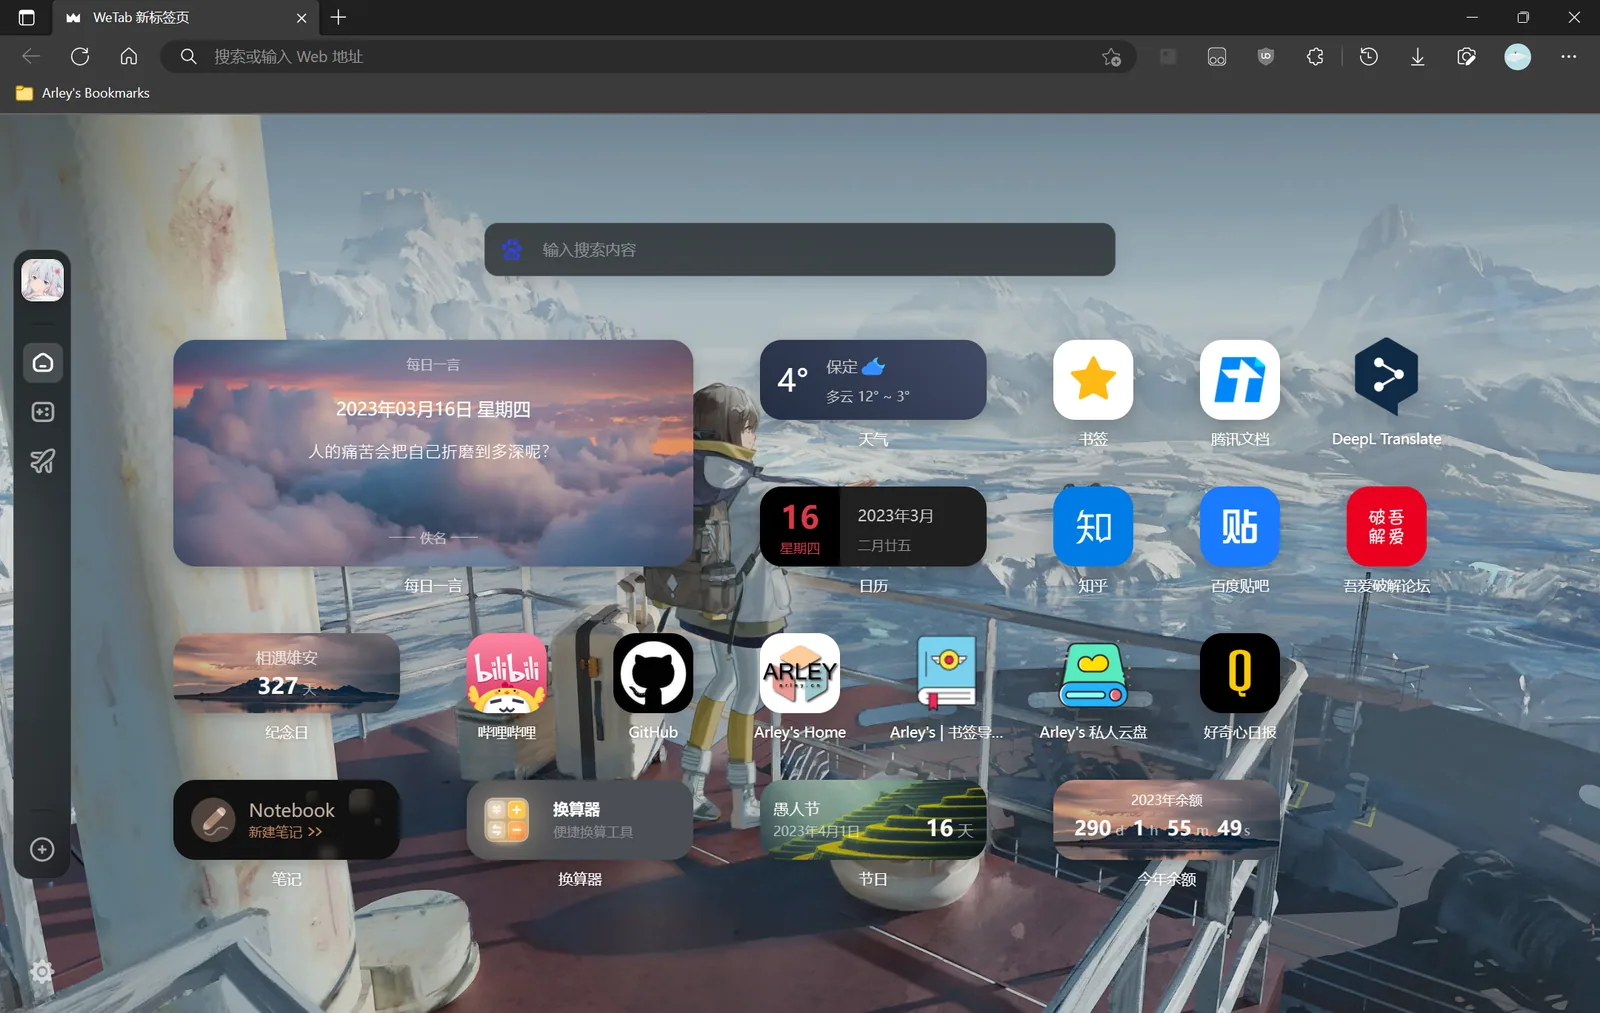 WeTab 新标签页
搜索或输入 Web 地址
Arley's Bookmarks
输入搜索内容
每日一言
2023年03月16日 星期四
人的痛苦会把自己折磨到多深呢?
佚名
每日一言
4°
保定
多云 12° ~ 3°
天气
书签
腾讯文档
DeepL Translate
16
星期四
2023年3月
二月廿五
日历
知
知乎
贴
百度贴吧
破吾
解爱
吾爱破解论坛
相遇雄安
327 天
纪念日
bilibili
哔哩哔哩
GitHub
ARLEY
arley.cn
Arley's Home
Arley's | 书签导...
Arley's 私人云盘
Q
好奇心日报
Notebook
新建笔记 >>
笔记
换算器
便捷换算工具
换算器
愚人节
2023年4月1日
16 天
节日
2023年余额
290 d 1 h 55 m 49 s
今年余额